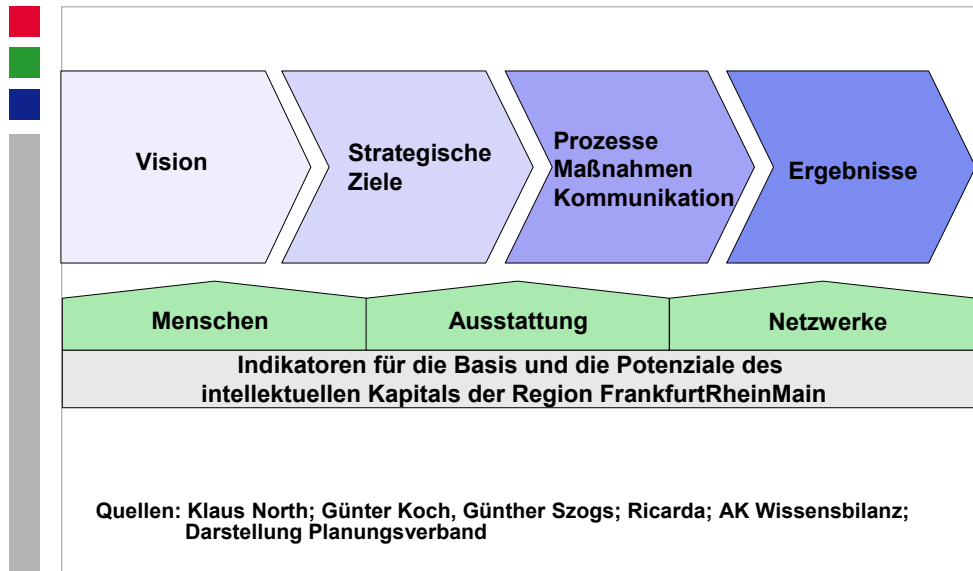 Vision
Strategische
Ziele
Prozesse
Maßnahmen
Kommunikation
Ergebnisse
Menschen
Ausstattung
Netzwerke
Indikatoren für die Basis und die Potenziale des
intellektuellen Kapitals der Region FrankfurtRheinMain
Quellen: Klaus North; Günter Koch, Günther Szogs; Ricarda; AK Wissensbilanz;
Darstellung Planungsverband